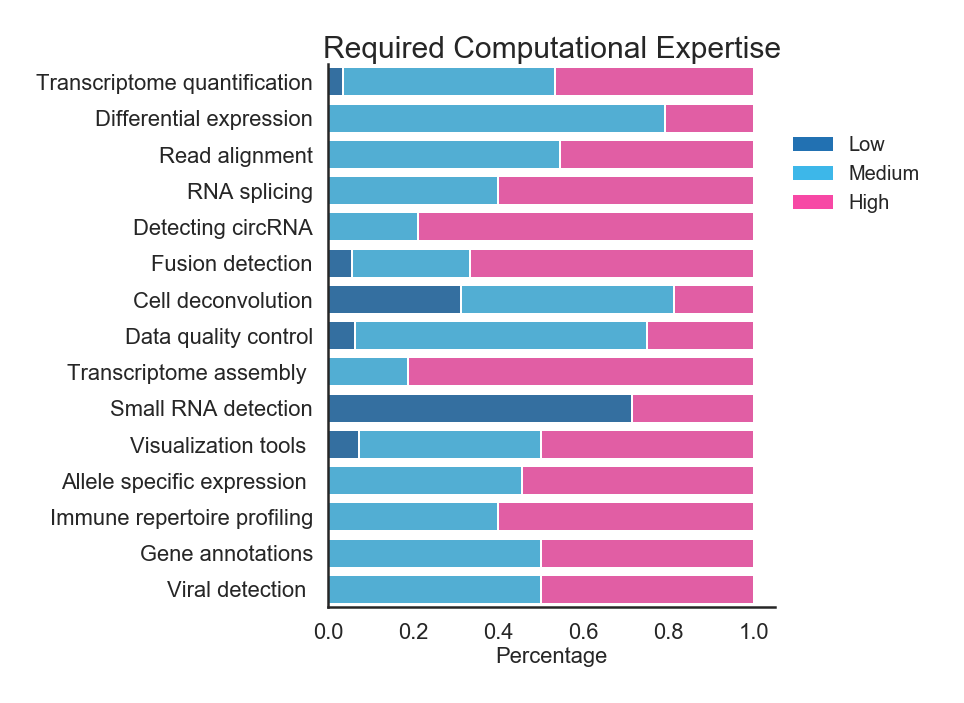 Required Computational Expertise
Transcriptome quantification
Differential expression
Read alignment
RNA splicing
Detecting circRNA
Fusion detection
Cell deconvolution
Data quality control
Transcriptome assembly
Small RNA detection
Visualization tools
Allele specific expression
Immune repertoire profiling
Gene annotations
Viral detection
Low
Medium
High
0.0 0.2 0.4 0.6 0.8 1.0
Percentage